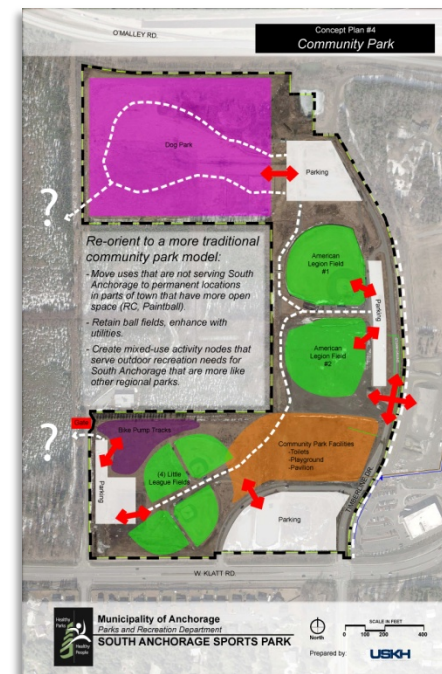 O'MALLEY RD.
Concept Plan #4
Community Park
Dog Park
Parking
?
Re-orient to a more traditional
community park model:
- Move uses that are not serving South
Anchorage to permanent locations
in parts of town that have more open
space (RC, Paintball).
- Retain ball fields, enhance with
utilities.
- Create mixed-use activity nodes that
serve outdoor recreation needs for
South Anchorage that are more like
other regional parks.
American
Legion Field
#1
Parking
American
Legion Field
#2
?
Gate
Bike Pump Tracks
Parking
(4) Little
League Fields
Community Park Facilities
-Toilets
-Playground
-Pavilion
Parking
W. KLATT RD.
Healthy
Parks
Healthy
People
Municipality of Anchorage
Parks and Recreation Department
SOUTH ANCHORAGE SPORTS PARK
North
SCALE IN FEET
0 100 200 400
Prepared by:
USKH